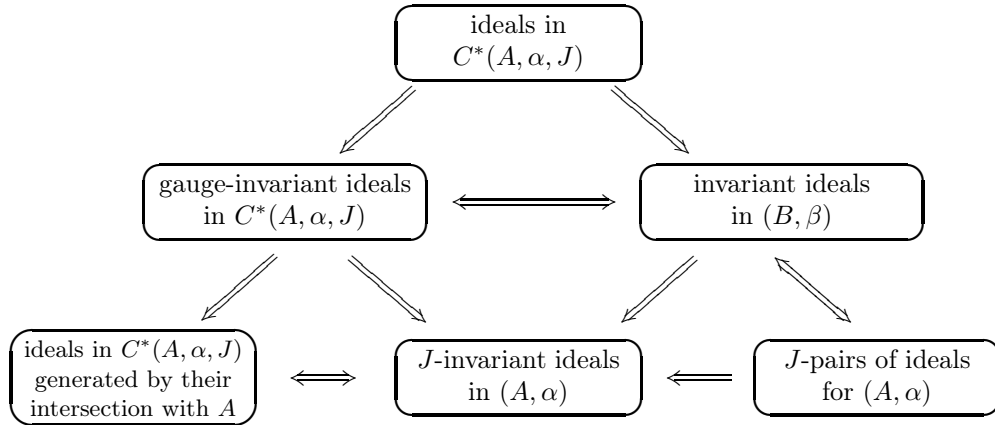 ideals in
C*(A, α, J)
gauge-invariant ideals
in C*(A, α, J)
invariant ideals
in (B, β)
ideals in C*(A, α, J)
generated by their
intersection with A
J-invariant ideals
in (A, α)
J-pairs of ideals
for (A, α)